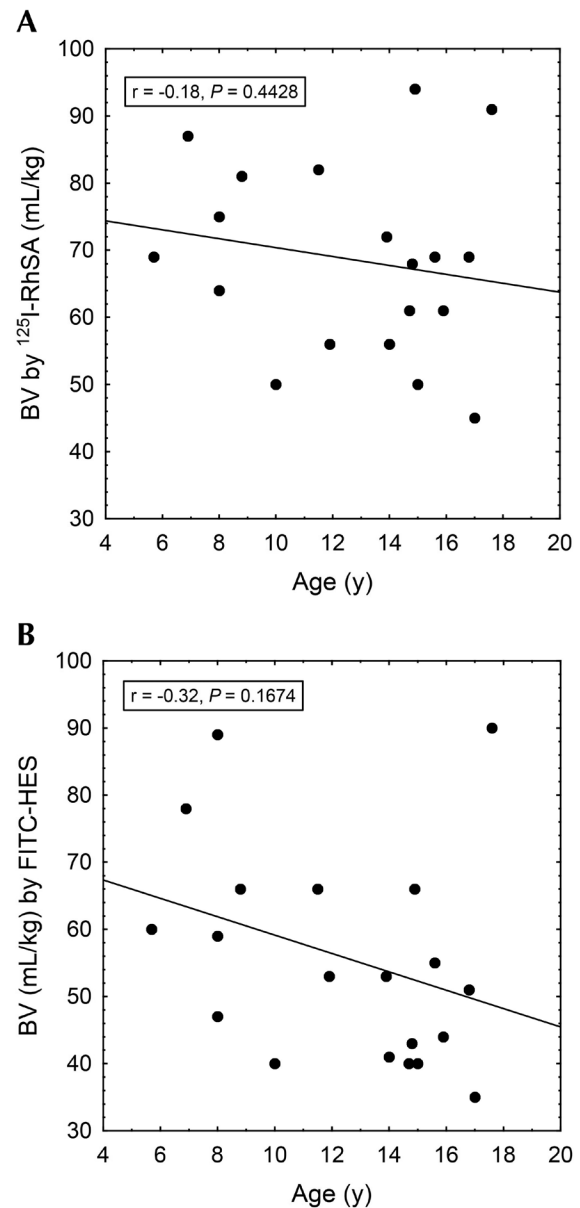 A
100
r = -0.18, P = 0.4428
90
80
70
60
50
40
30
BV by ¹²⁵I-RhSA (mL/kg)
4 6 8 10 12 14 16 18 20
Age (y)
B
100
r = -0.32, P = 0.1674
90
80
70
60
50
40
30
BV (mL/kg) by FITC-HES
4 6 8 10 12 14 16 18 20
Age (y)